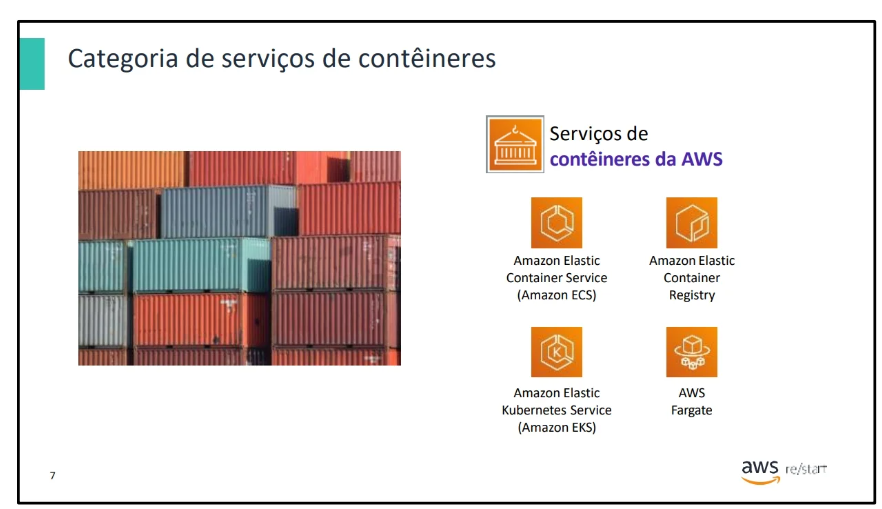 Categoria de serviços de contêineres
Serviços de
contêineres da AWS
Amazon Elastic
Container Service
(Amazon ECS)
Amazon Elastic
Container
Registry
Amazon Elastic
Kubernetes Service
(Amazon EKS)
AWS
Fargate
7
aws re/start